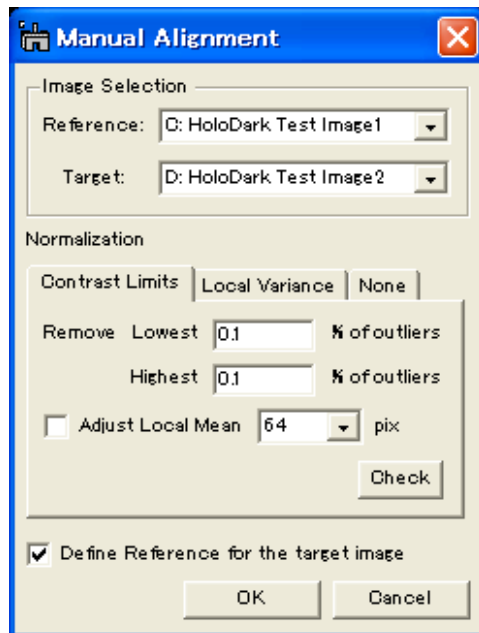 Manual Alignment
Image Selection
Reference: C: HoloDark Test Image1
Target: D: HoloDark Test Image2
Normalization
Contrast Limits Local Variance None
Remove Lowest 0.1 % of outliers
Highest 0.1 % of outliers
Adjust Local Mean 64 pix
Check
Define Reference for the target image
OK Cancel